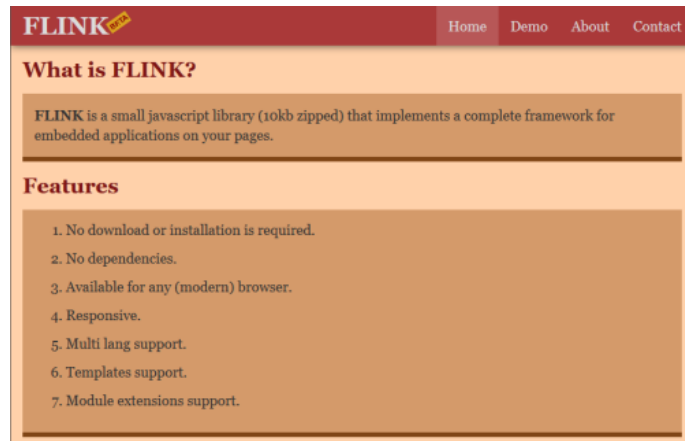 FLINK BETA
Home Demo About Contact
What is FLINK?
FLINK is a small javascript library (10kb zipped) that implements a complete framework for
embedded applications on your pages.
Features
1. No download or installation is required.
2. No dependencies.
3. Available for any (modern) browser.
4. Responsive.
5. Multi lang support.
6. Templates support.
7. Module extensions support.